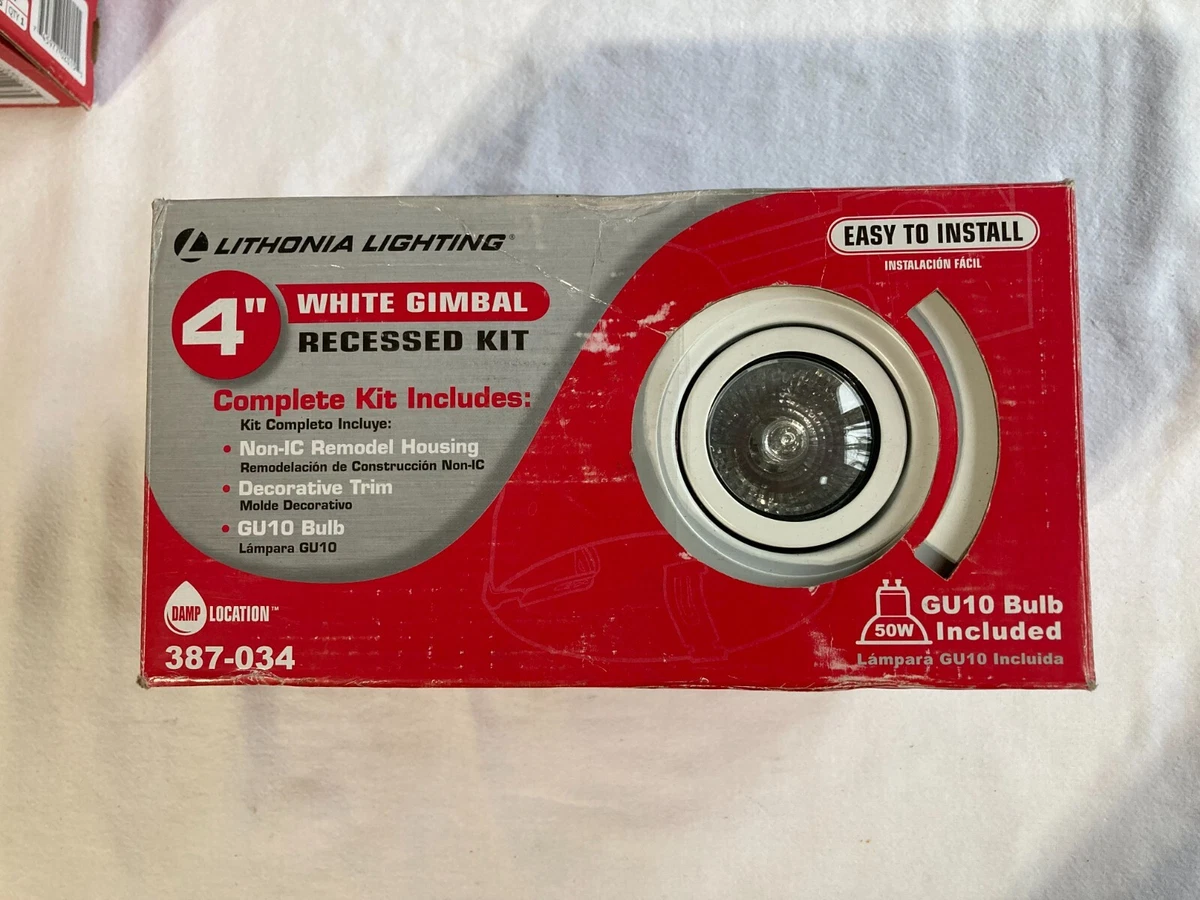 QTY 1
LITHONIA LIGHTING®
4"
WHITE GIMBAL
RECESSED KIT
Complete Kit Includes:
Kit Completo Incluye:
• Non-IC Remodel Housing
Remodelación de Construcción Non-IC
• Decorative Trim
Molde Decorativo
• GU10 Bulb
Lámpara GU10
DAMP LOCATION™
387-034
EASY TO INSTALL
INSTALACIÓN FÁCIL
50W
GU10 Bulb
Included
Lámpara GU10 Incluida